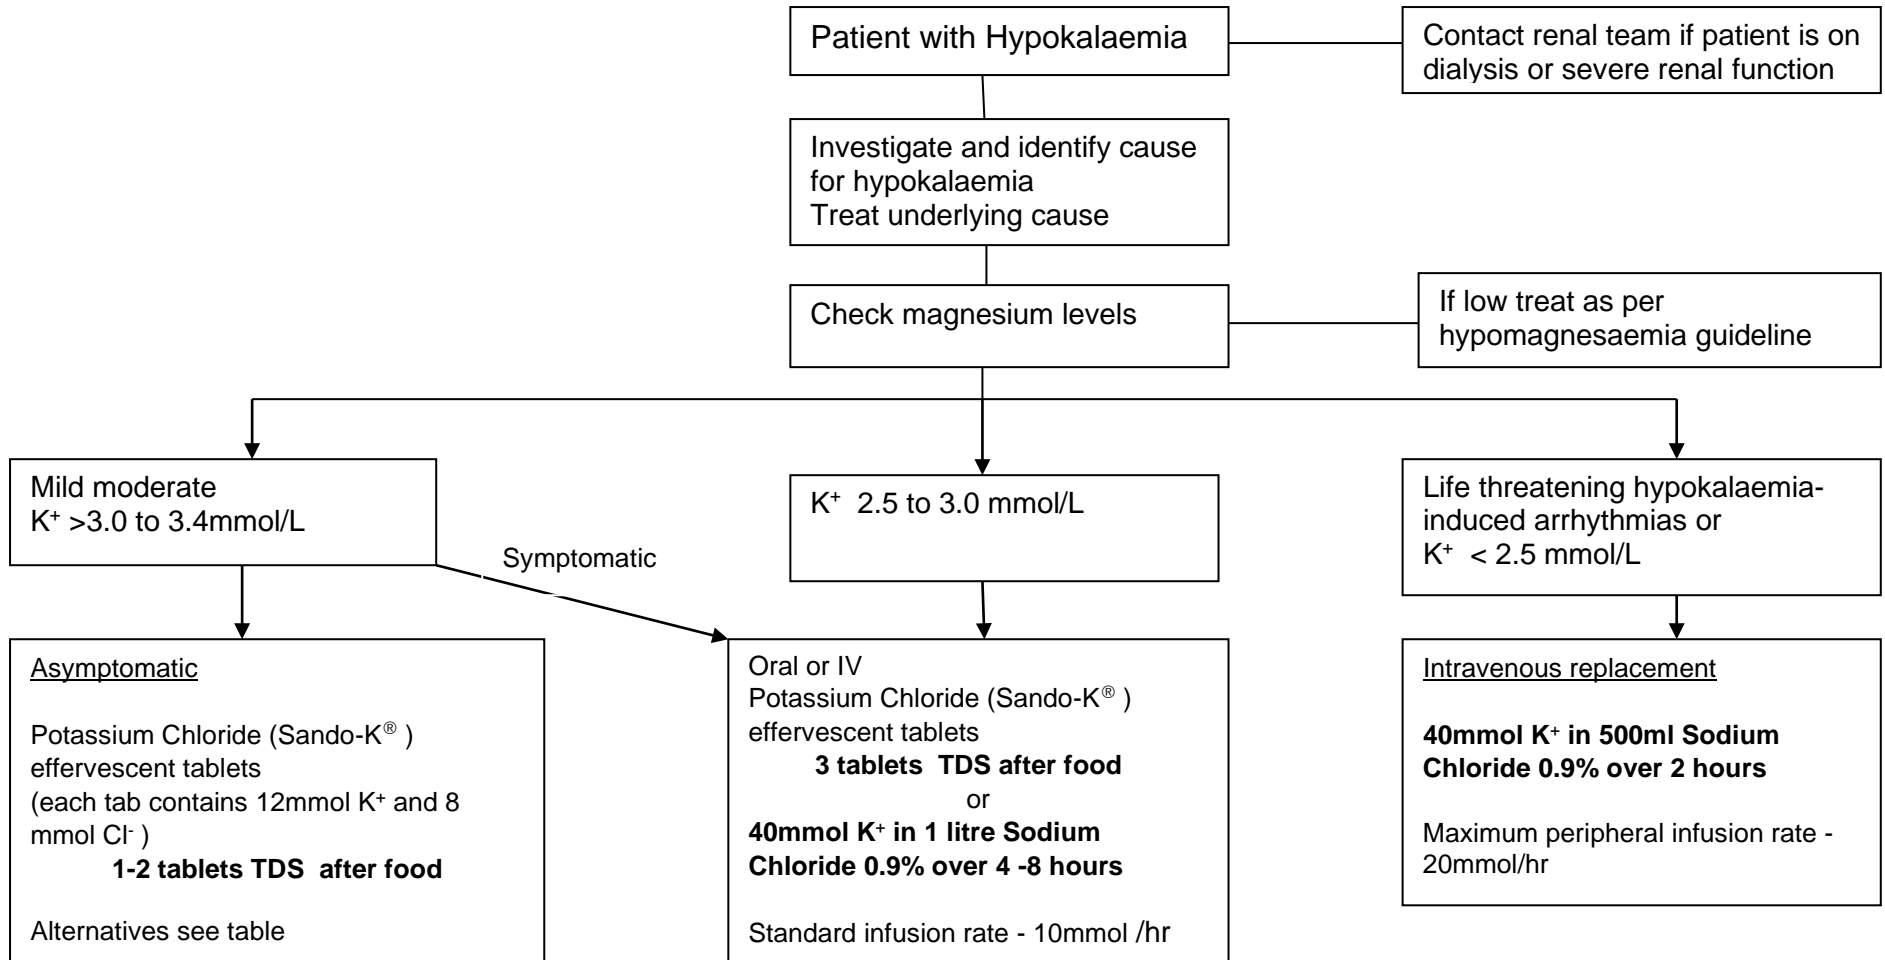 Patient with Hypokalaemia
Contact renal team if patient is on
dialysis or severe renal function
Investigate and identify cause
for hypokalaemia
Treat underlying cause
Check magnesium levels
If low treat as per
hypomagnesaemia guideline
Mild moderate
K⁺ >3.0 to 3.4mmol/L
Symptomatic
K⁺ 2.5 to 3.0 mmol/L
Life threatening hypokalaemia-
induced arrhythmias or
K⁺ < 2.5 mmol/L
Asymptomatic
Potassium Chloride (Sando-K® )
effervescent tablets
(each tab contains 12mmol K⁺ and 8
mmol Cl⁻ )
1-2 tablets TDS after food
Alternatives see table
Oral or IV
Potassium Chloride (Sando-K® )
effervescent tablets
3 tablets TDS after food
or
40mmol K⁺ in 1 litre Sodium
Chloride 0.9% over 4 -8 hours
Standard infusion rate - 10mmol /hr
Intravenous replacement
40mmol K⁺ in 500ml Sodium
Chloride 0.9% over 2 hours
Maximum peripheral infusion rate -
20mmol/hr